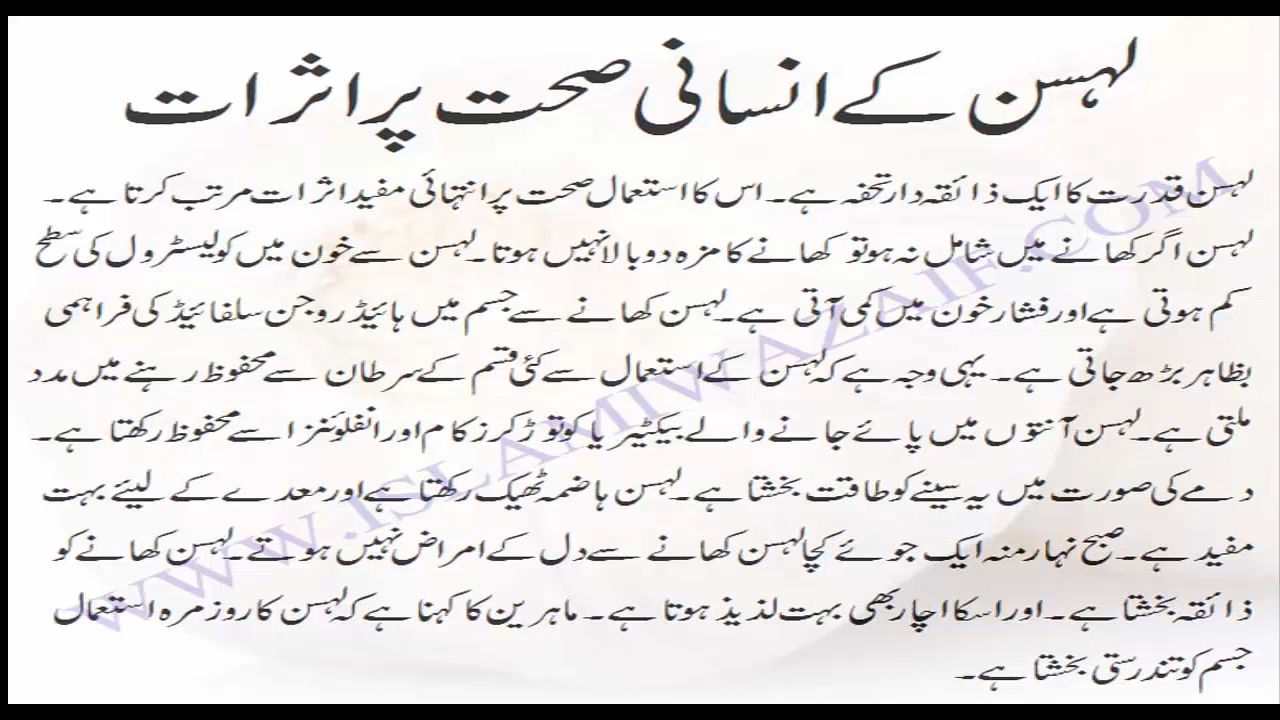 لہسن کے انسانی صحت پر اثرات
لہسن قدرت کا ایک ذائقہ دار تحفہ ہے۔ اس کا استعمال صحت پر انتہائی مفید اثرات مرتب کرتا ہے۔
لہسن اگر کھانے میں شامل نہ ہو تو کھانے کا مزہ دوبالا نہیں ہوتا۔ لہسن سے خون میں کولیسٹرول کی سطح
کم ہوتی ہے اور فشار خون میں کمی آتی ہے۔ لہسن کھانے سے جسم میں ہائیڈروجن سلفائیڈ کی فراہمی
بظاہر بڑھ جاتی ہے۔ یہی وجہ ہے کہ لہسن کے استعمال سے کئی قسم کے سرطان سے محفوظ رہنے میں مدد
ملتی ہے۔ لہسن آنتوں میں پائے جانے والے بیکٹیریا کو توڑ کر زکام اور انفلوئنزا سے محفوظ رکھتا ہے۔
دمے کی صورت میں یہ سینے کو طاقت بخشتا ہے۔ لہسن ہاضمہ ٹھیک رکھتا ہے اور معدے کے لیئے بہت
مفید ہے۔ صبح نہار منہ ایک جوئے کچا لہسن کھانے سے دل کے امراض نہیں ہوتے۔ لہسن کھانے کو
ذائقہ بخشتا ہے۔ اور اسکا اچار بھی بہت لذیذ ہوتا ہے۔ ماہرین کا کہنا ہے کہ لہسن کا روزمرہ استعمال
جسم کو تندرستی بخشتا ہے۔
WWW.ISLAMIWAZAIF.COM